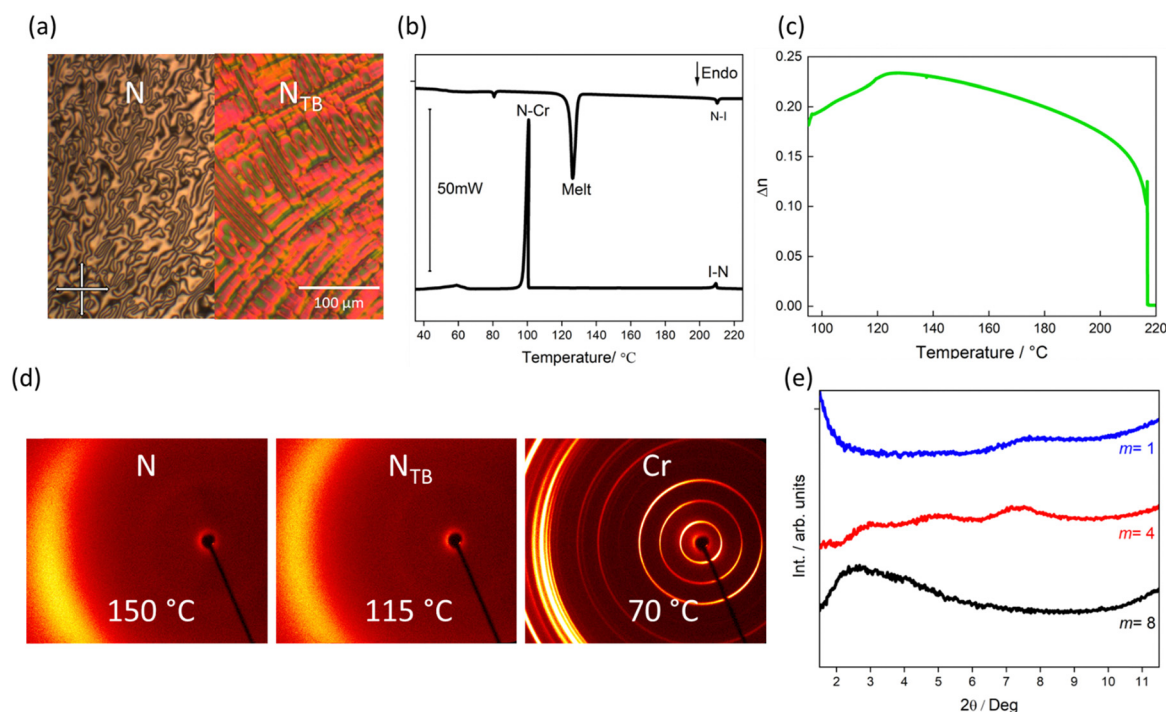 (a)
N
N_TB
100 μm
(b)
Endo
N-Cr
N-I
50mW
Melt
I-N
40 60 80 100 120 140 160 180 200 220
Temperature/ °C
(c)
0.25
0.20
0.15
0.10
0.05
0.00
Δn
100 120 140 160 180 200 220
Temperature / °C
(d)
N
150 °C
N_TB
115 °C
Cr
70 °C
(e)
Int. / arb. units
m= 1
m= 4
m= 8
2 3 4 5 6 7 8 9 10 11
2θ / Deg